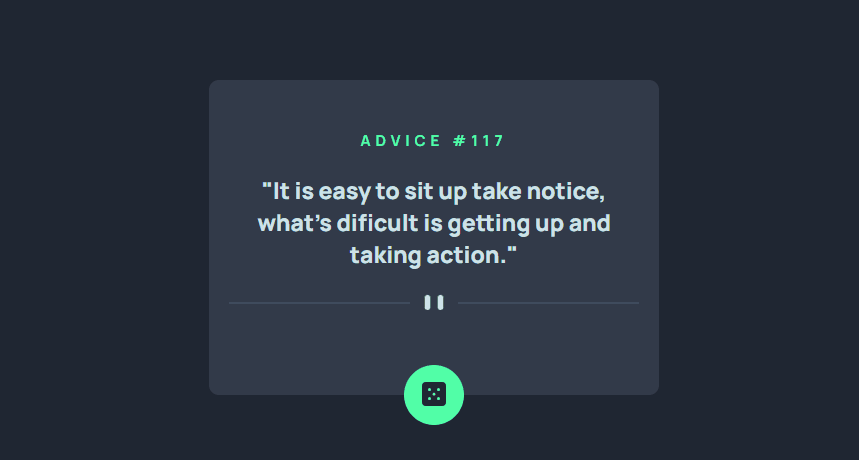 ADVICE #117
"It is easy to sit up take notice,
what's dificult is getting up and
taking action."